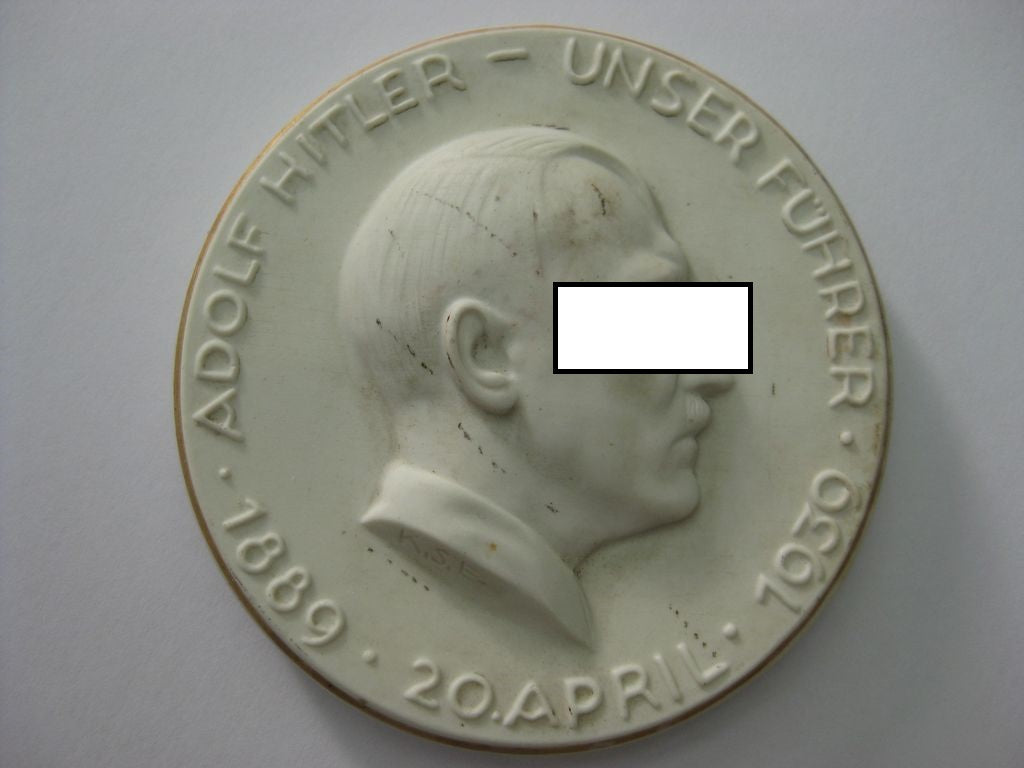 ADOLF HITLER – UNSER FÜHRER
· 1889 · 20. APRIL · 1939 ·
K.S.E